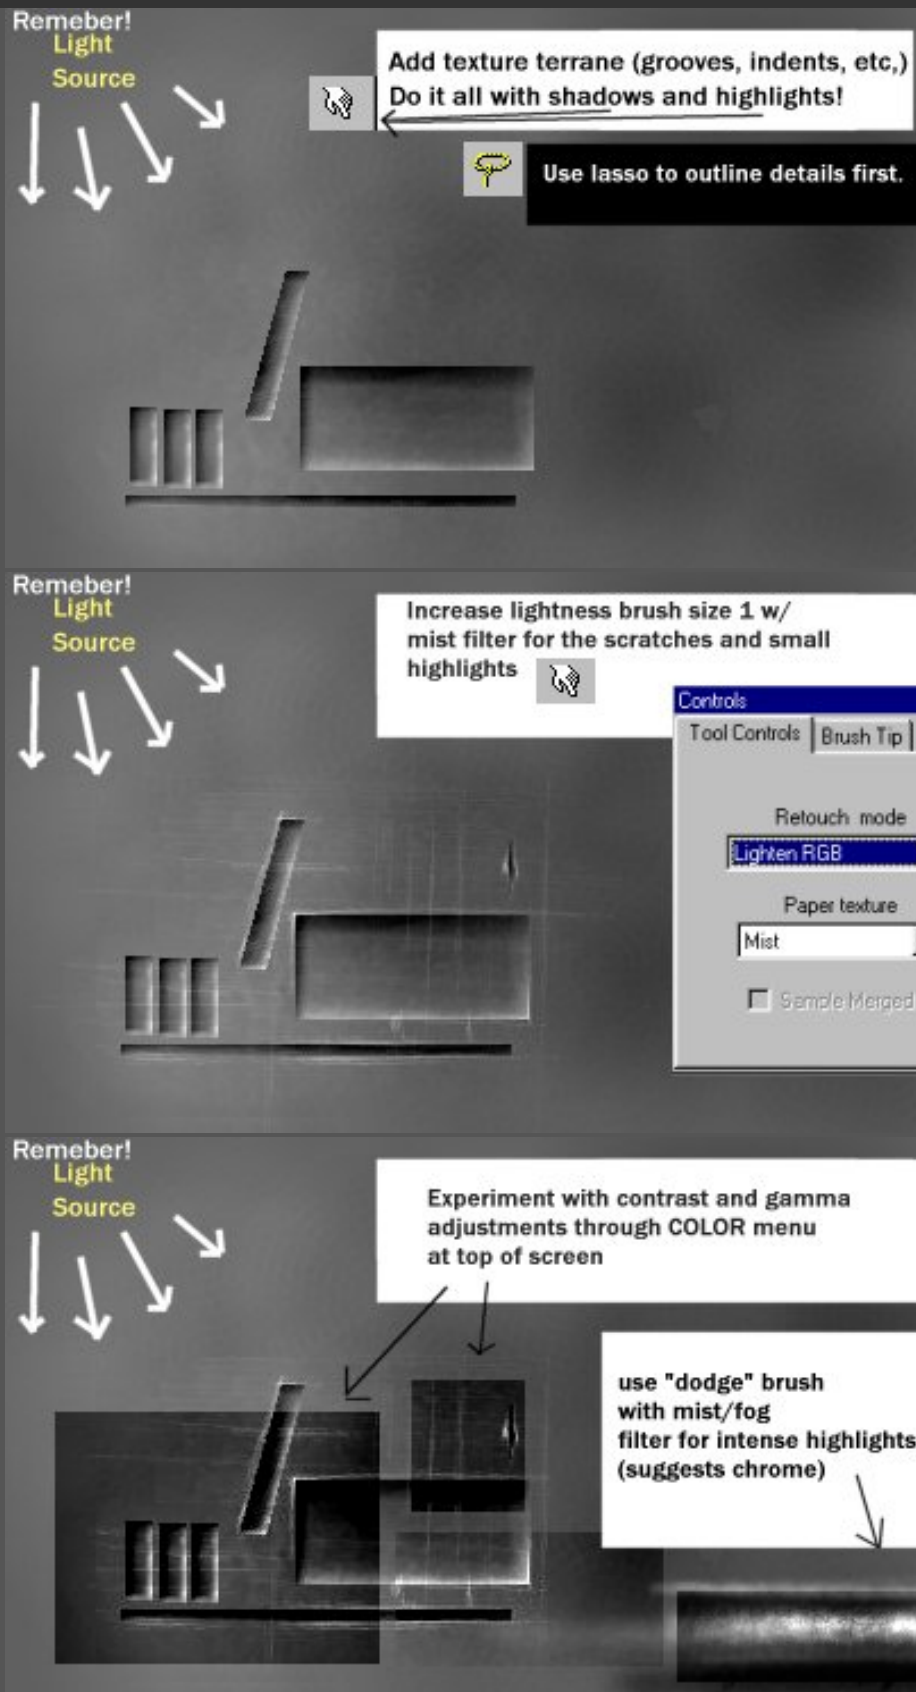 Remeber!
Light
Source
Add texture terrane (grooves, indents, etc,)
Do it all with shadows and highlights!
Use lasso to outline details first.
Remeber!
Light
Source
Increase lightness brush size 1 w/
mist filter for the scratches and small
highlights
Controls
Tool Controls
Brush Tip
Retouch mode
Lighten RGB
Paper texture
Mist
Sample Merged
Remeber!
Light
Source
Experiment with contrast and gamma
adjustments through COLOR menu
at top of screen
use "dodge" brush
with mist/fog
filter for intense highlights
(suggests chrome)